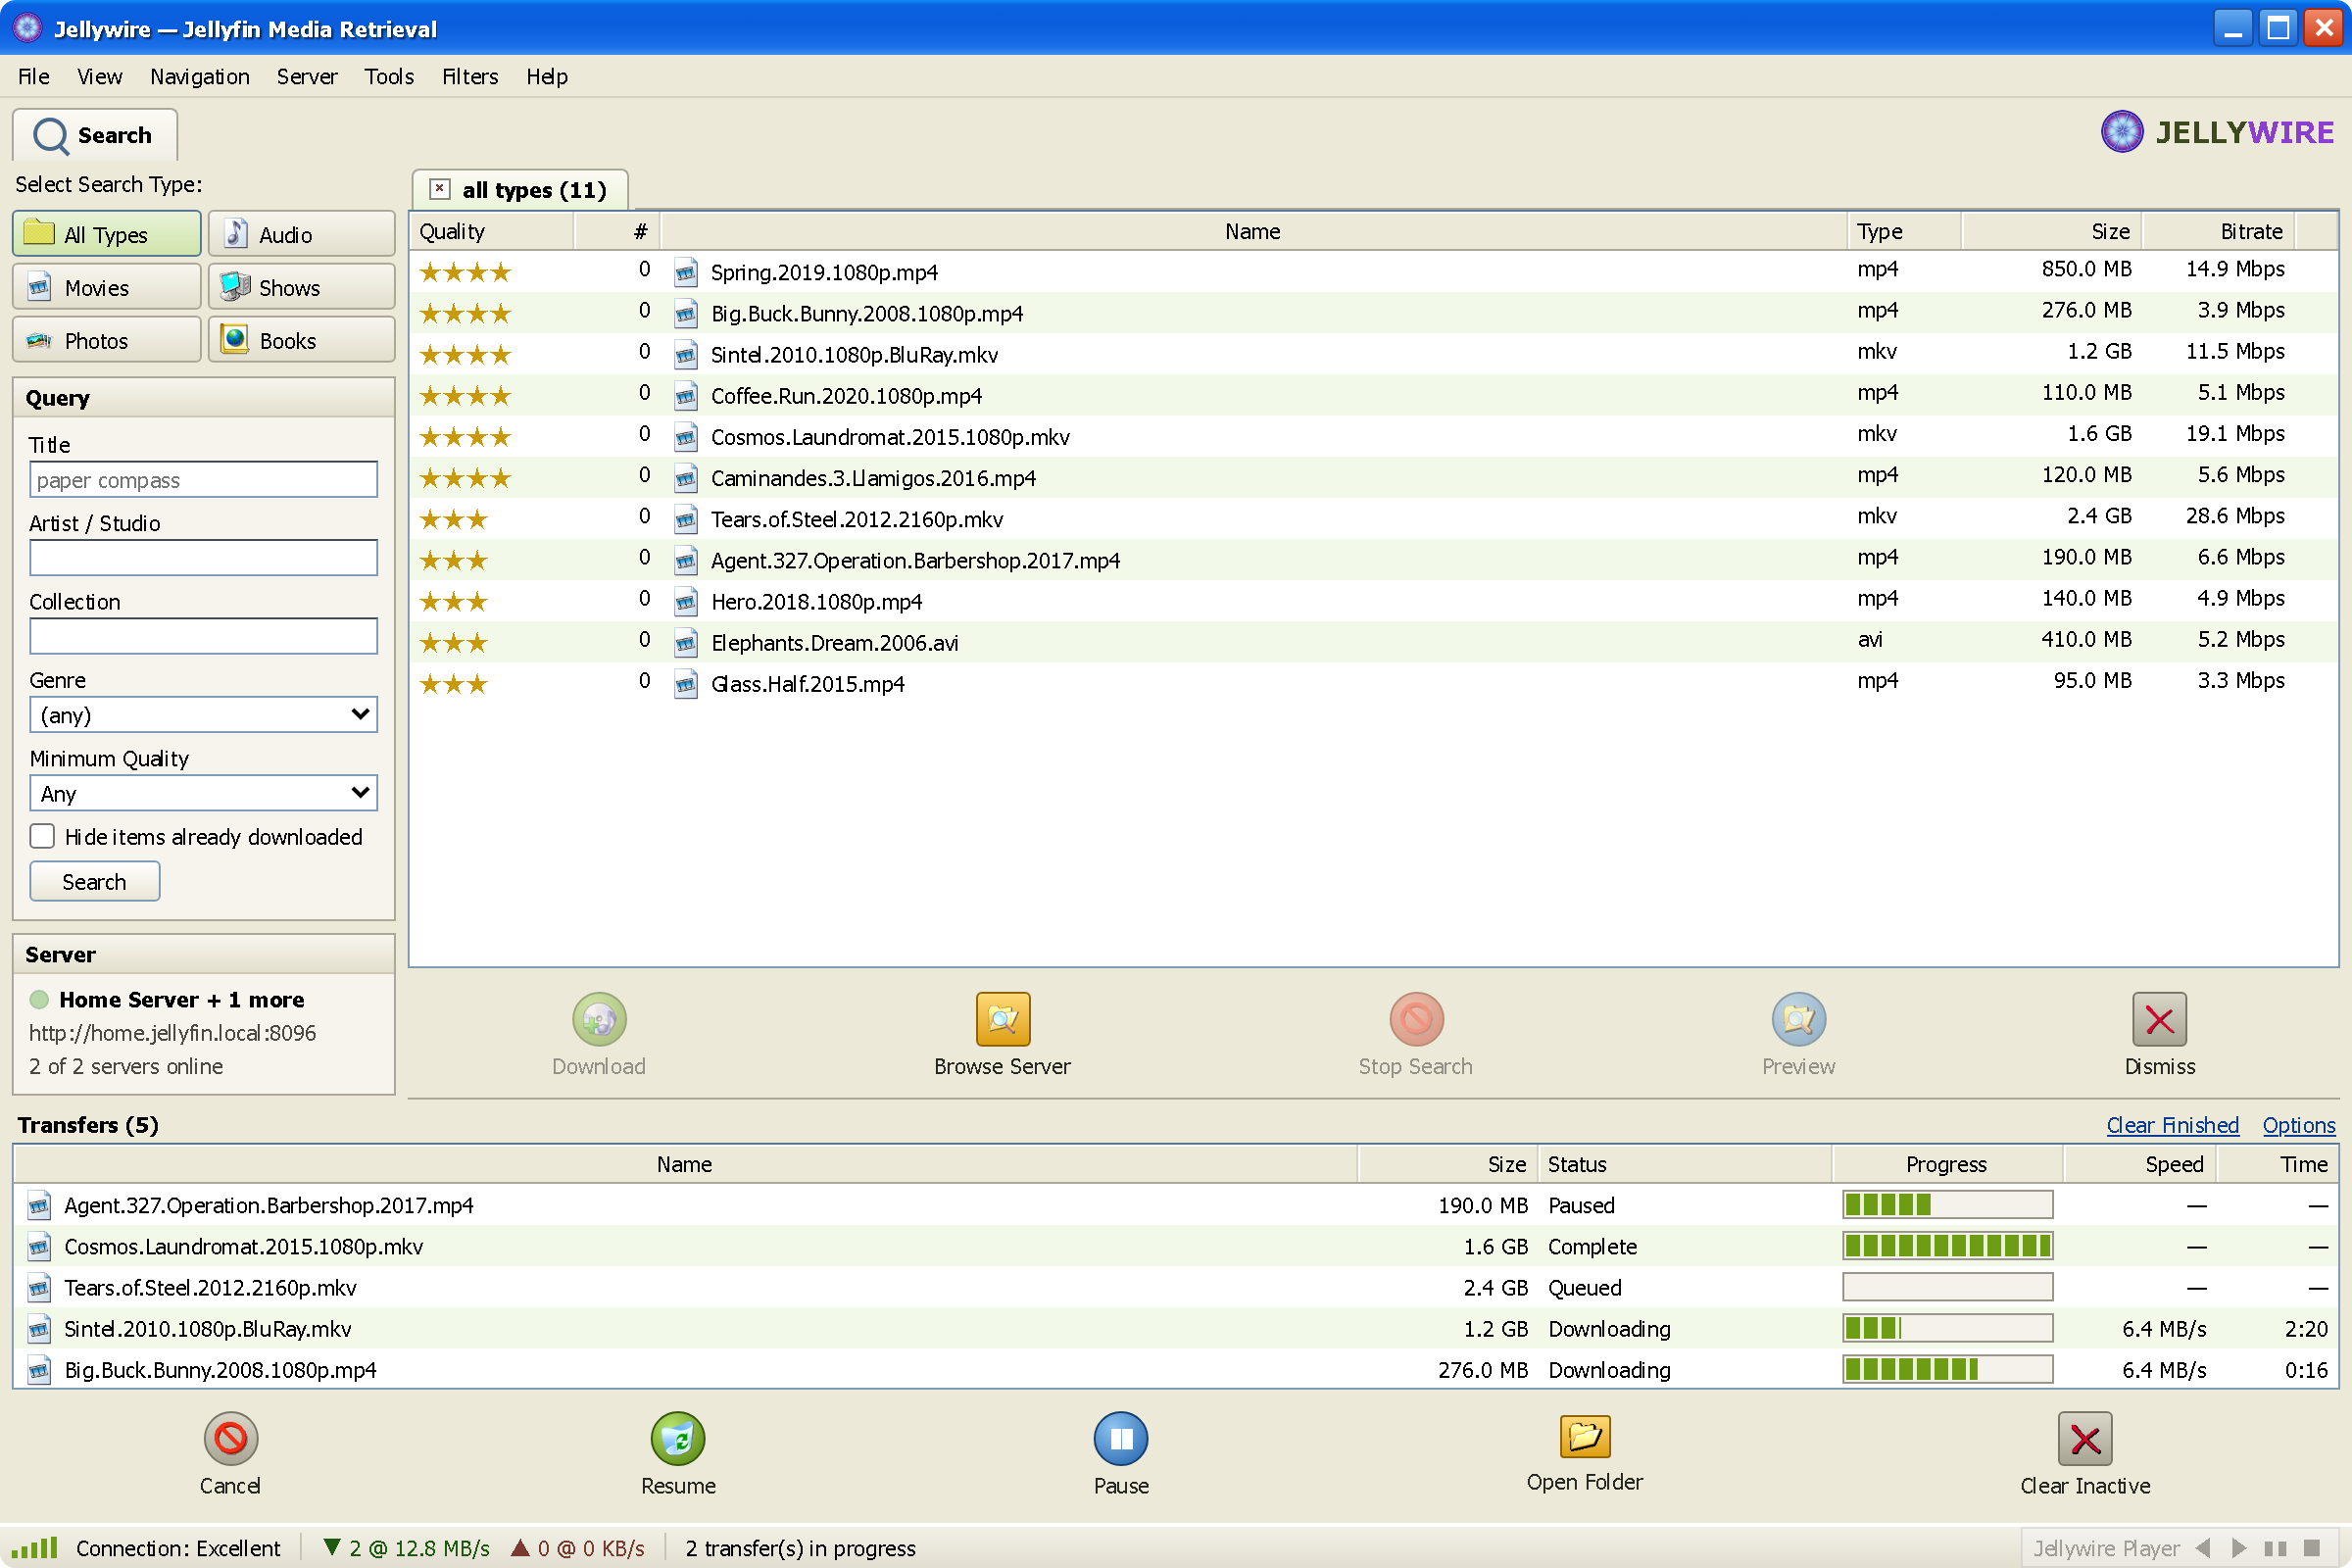 Jellywire — Jellyfin Media Retrieval
File View Navigation Server Tools Filters Help
Search
JELLYWIRE
Select Search Type:
All Types Audio
Movies Shows
Photos Books
Query
Title
paper compass
Artist / Studio
Collection
Genre
(any)
Minimum Quality
Any
Hide items already downloaded
Search
Server
Home Server + 1 more
http://home.jellyfin.local:8096
2 of 2 servers online
all types (11)
Quality # Name Type Size Bitrate
★★★★ 0 Spring.2019.1080p.mp4 mp4 850.0 MB 14.9 Mbps
★★★★ 0 Big.Buck.Bunny.2008.1080p.mp4 mp4 276.0 MB 3.9 Mbps
★★★★ 0 Sintel.2010.1080p.BluRay.mkv mkv 1.2 GB 11.5 Mbps
★★★★ 0 Coffee.Run.2020.1080p.mp4 mp4 110.0 MB 5.1 Mbps
★★★★ 0 Cosmos.Laundromat.2015.1080p.mkv mkv 1.6 GB 19.1 Mbps
★★★★ 0 Caminandes.3.Llamigos.2016.mp4 mp4 120.0 MB 5.6 Mbps
★★★ 0 Tears.of.Steel.2012.2160p.mkv mkv 2.4 GB 28.6 Mbps
★★★ 0 Agent.327.Operation.Barbershop.2017.mp4 mp4 190.0 MB 6.6 Mbps
★★★ 0 Hero.2018.1080p.mp4 mp4 140.0 MB 4.9 Mbps
★★★ 0 Elephants.Dream.2006.avi avi 410.0 MB 5.2 Mbps
★★★ 0 Glass.Half.2015.mp4 mp4 95.0 MB 3.3 Mbps
Download Browse Server Stop Search Preview Dismiss
Transfers (5) Clear Finished Options
Name Size Status Progress Speed Time
Agent.327.Operation.Barbershop.2017.mp4 190.0 MB Paused — —
Cosmos.Laundromat.2015.1080p.mkv 1.6 GB Complete — —
Tears.of.Steel.2012.2160p.mkv 2.4 GB Queued — —
Sintel.2010.1080p.BluRay.mkv 1.2 GB Downloading 6.4 MB/s 2:20
Big.Buck.Bunny.2008.1080p.mp4 276.0 MB Downloading 6.4 MB/s 0:16
Cancel Resume Pause Open Folder Clear Inactive
Connection: Excellent ▼ 2 @ 12.8 MB/s ▲ 0 @ 0 KB/s 2 transfer(s) in progress Jellywire Player